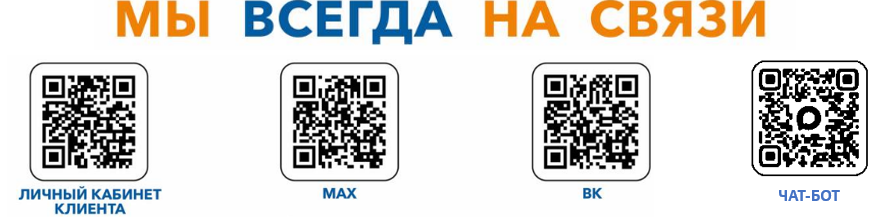 МЫ ВСЕГДА НА СВЯЗИ
ЛИЧНЫЙ КАБИНЕТ
КЛИЕНТА
MAX
ВК
ЧАТ-БОТ